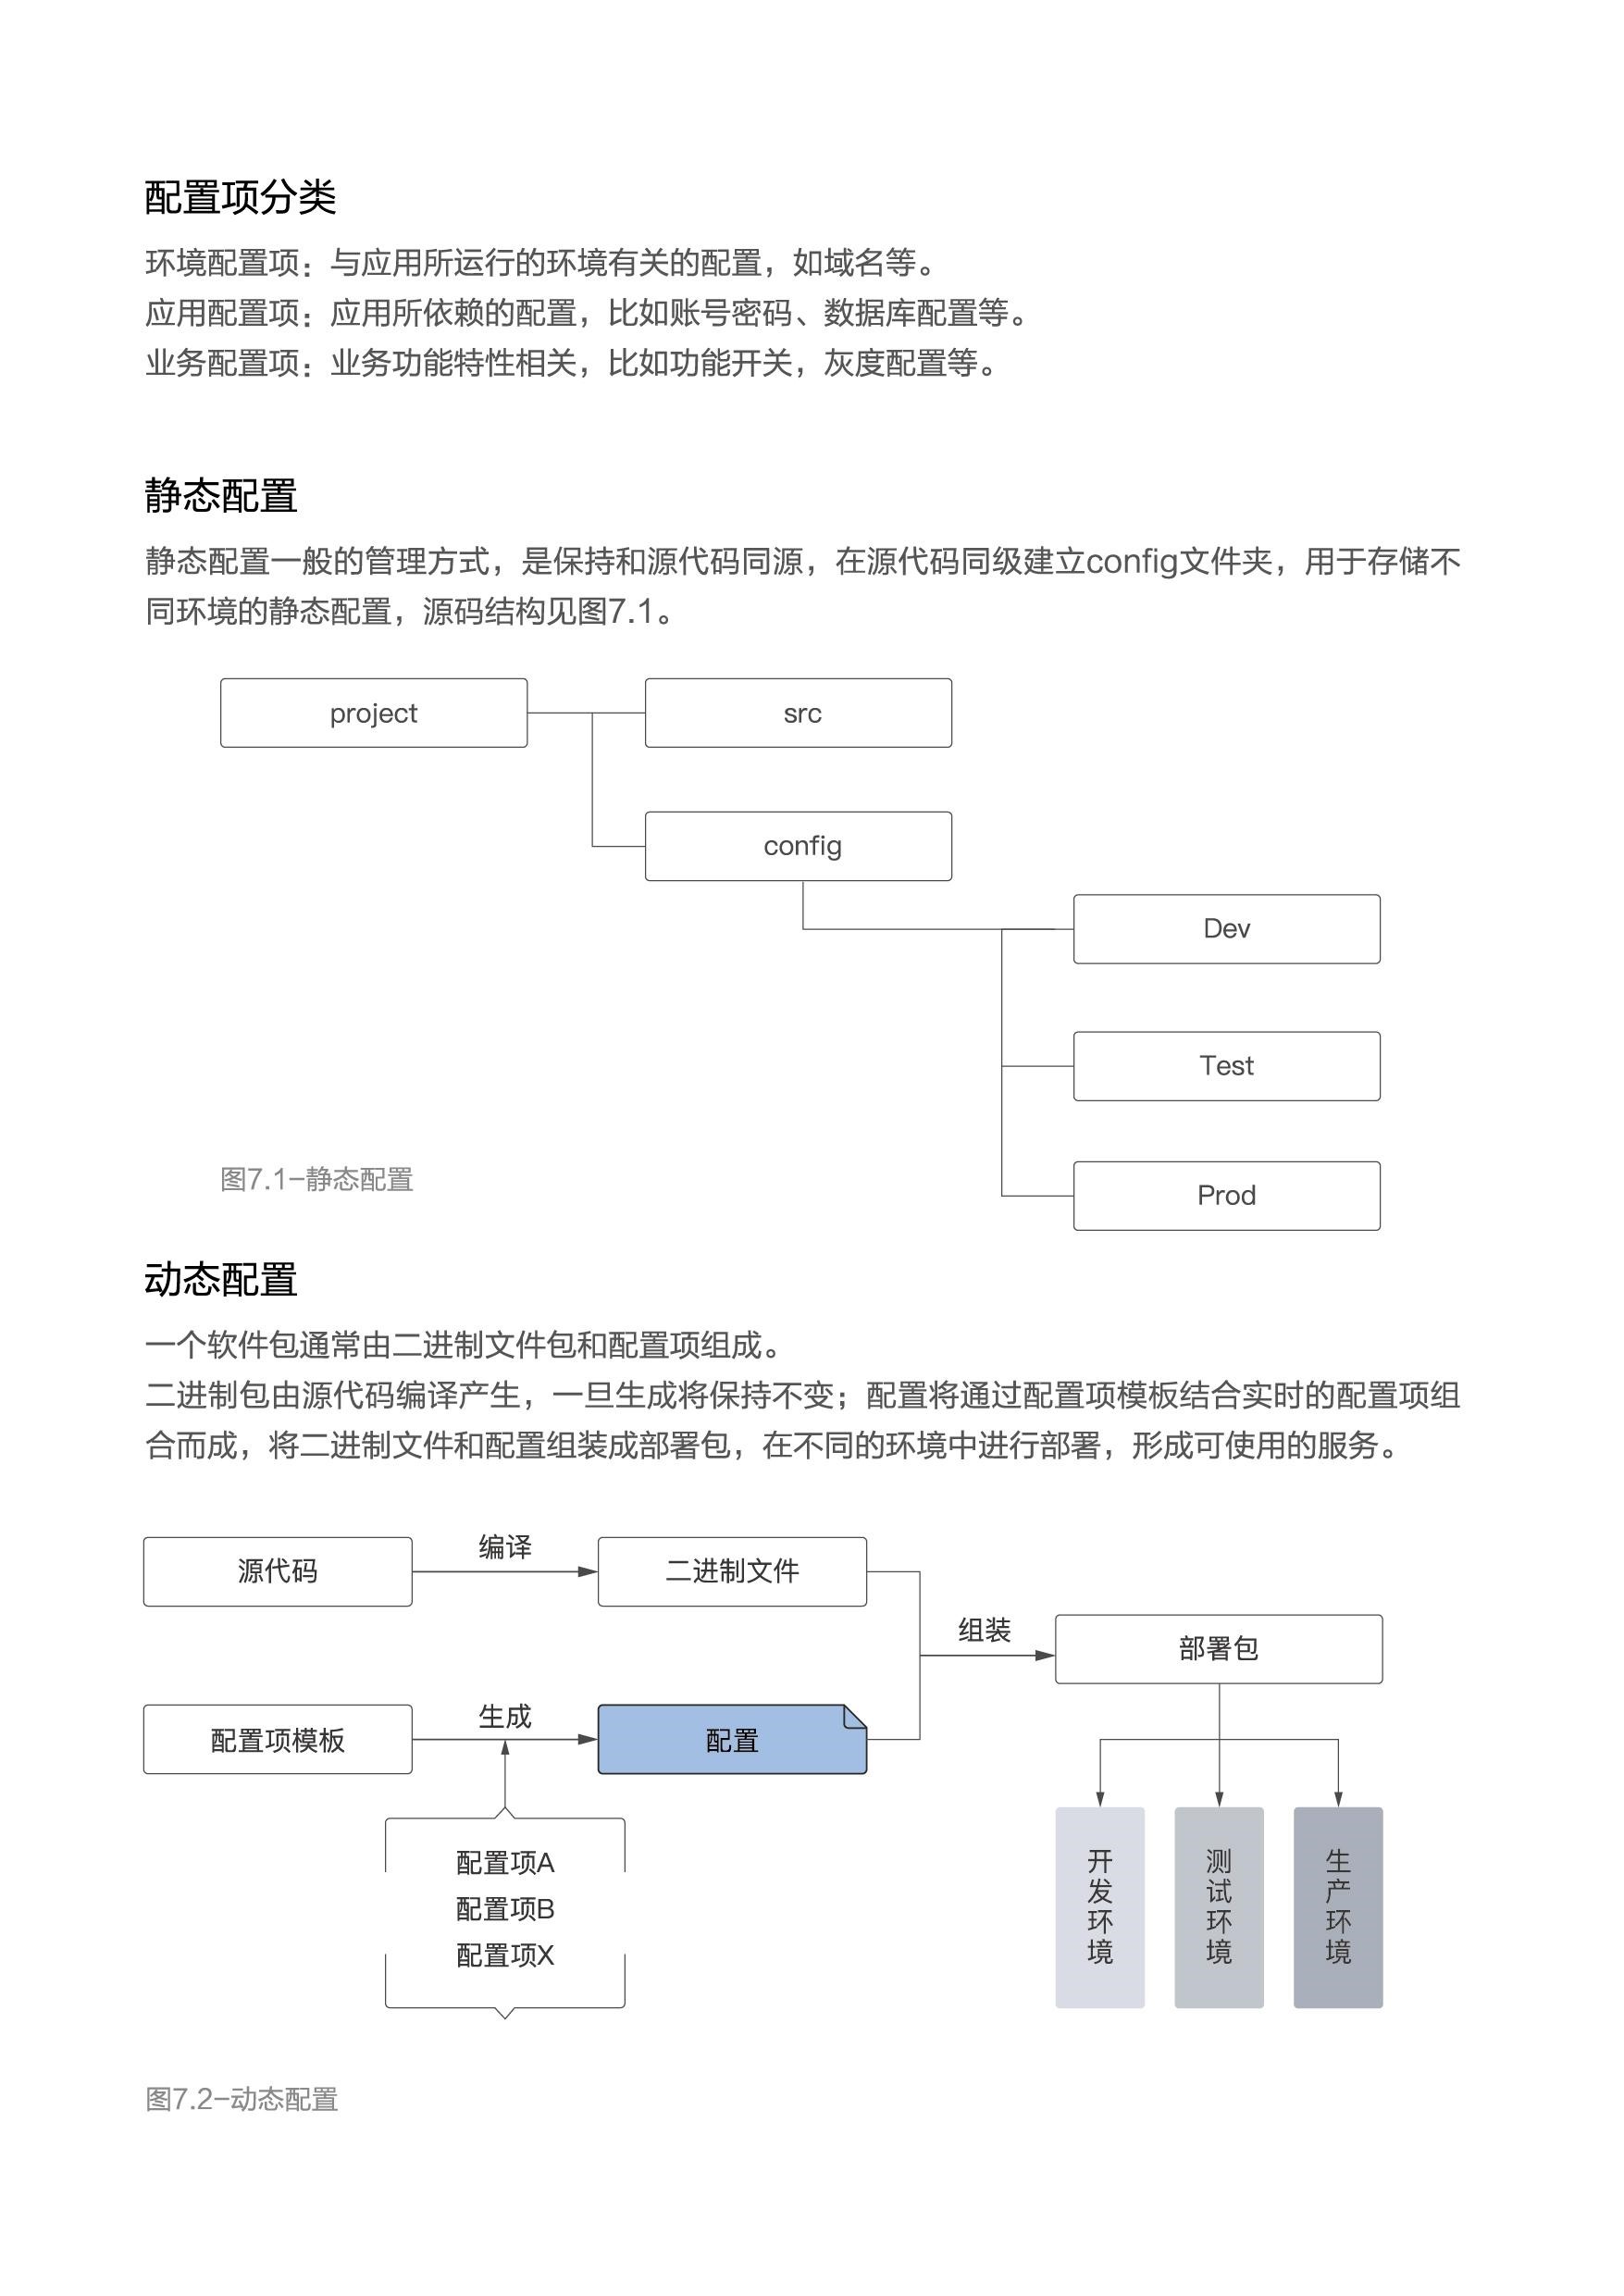 配置项分类
环境配置项：与应用所运行的环境有关的配置，如域名等。
应用配置项：应用所依赖的配置，比如账号密码、数据库配置等。
业务配置项：业务功能特性相关，比如功能开关，灰度配置等。
静态配置
静态配置一般的管理方式，是保持和源代码同源，在源代码同级建立config文件夹，用于存储不
同环境的静态配置，源码结构见图7.1。
project
src
config
Dev
Test
Prod
图7.1-静态配置
动态配置
一个软件包通常由二进制文件包和配置项组成。
二进制包由源代码编译产生，一旦生成将保持不变；配置将通过配置项模板结合实时的配置项组
合而成，将二进制文件和配置组装成部署包，在不同的环境中进行部署，形成可使用的服务。
源代码
编译
二进制文件
组装
部署包
配置项模板
生成
配置
配置项A
配置项B
配置项X
开发环境
测试环境
生产环境
图7.2-动态配置